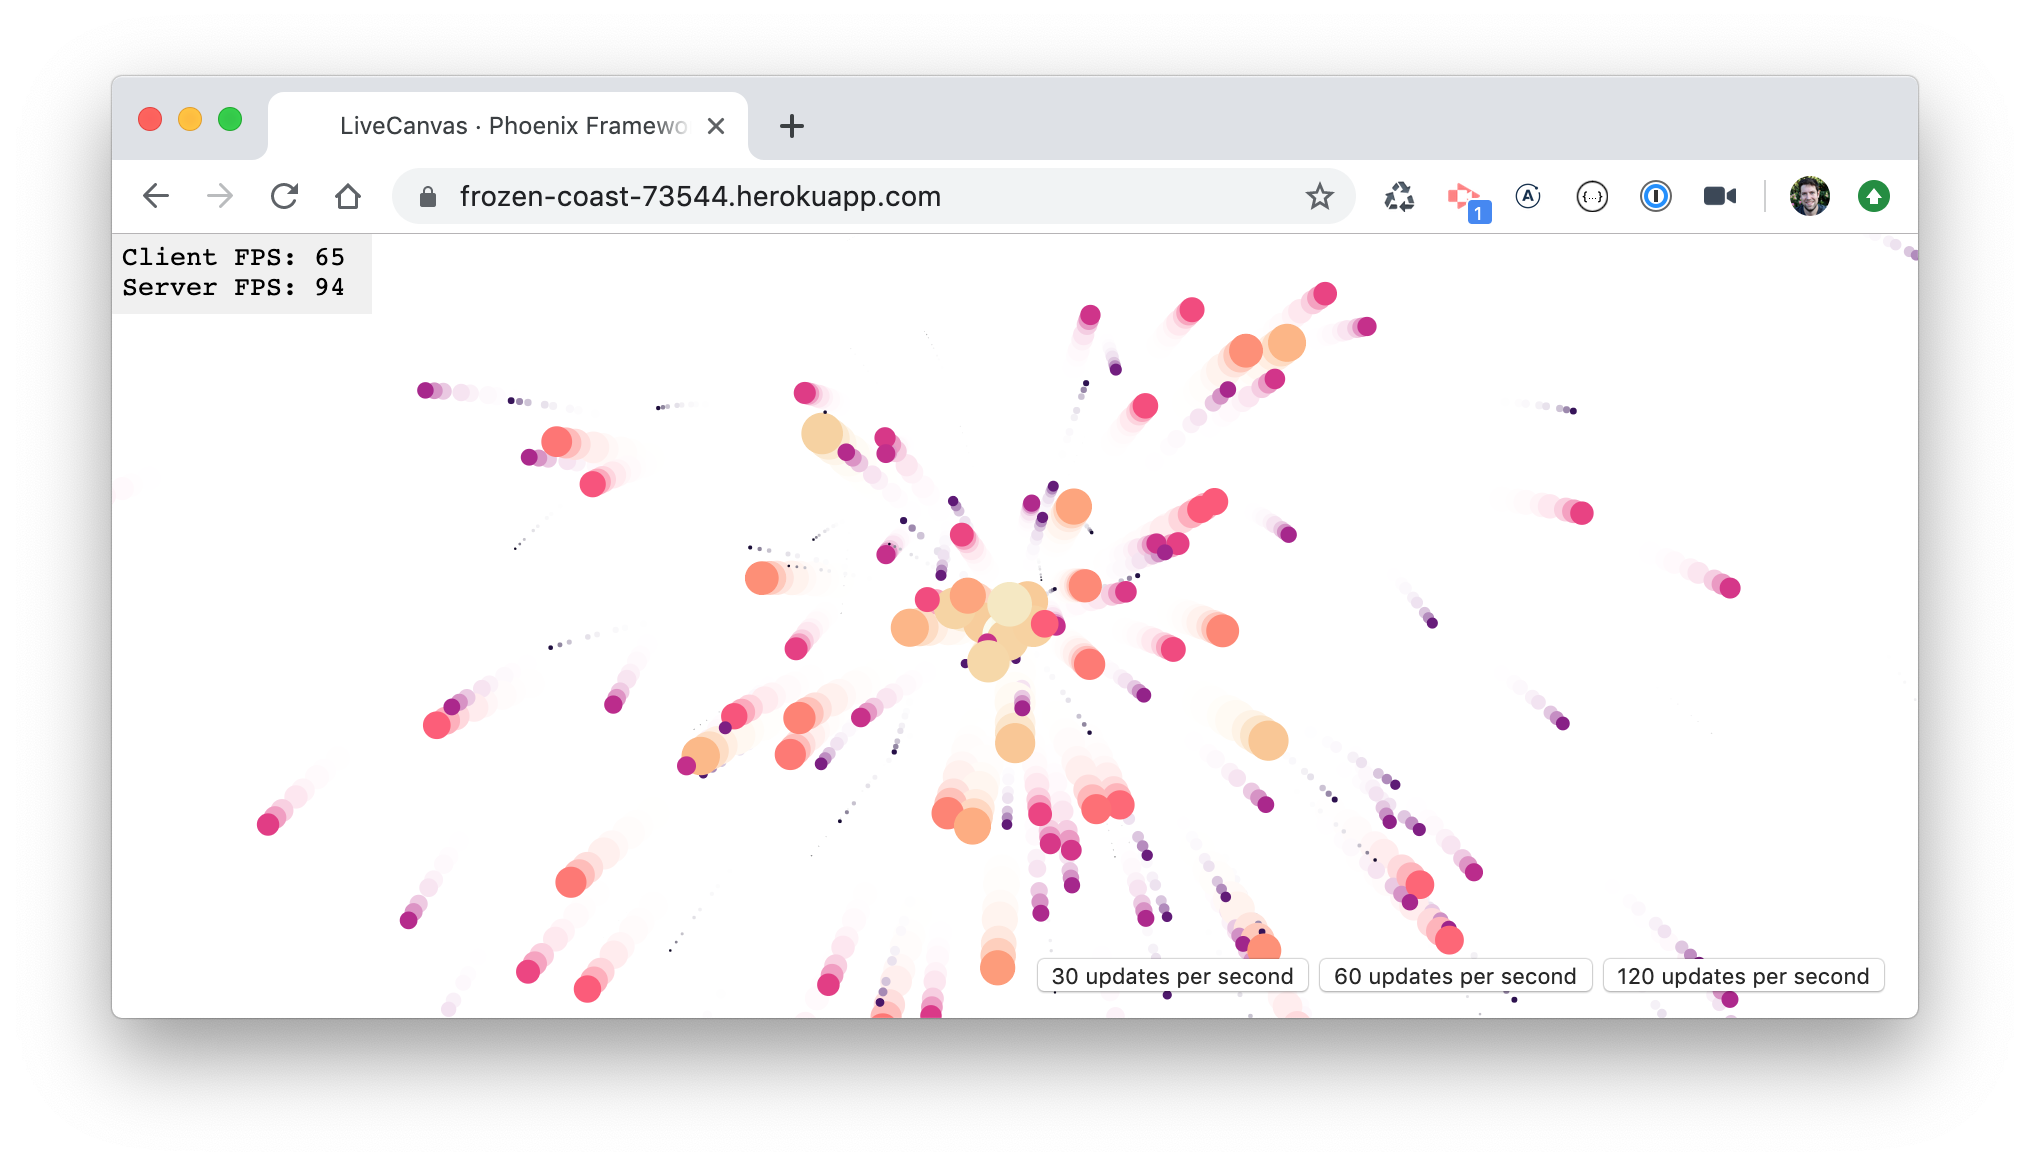 LiveCanvas · Phoenix Framewo
frozen-coast-73544.herokuapp.com
1
A
{...}
Client FPS: 65
Server FPS: 94
30 updates per second
60 updates per second
120 updates per second